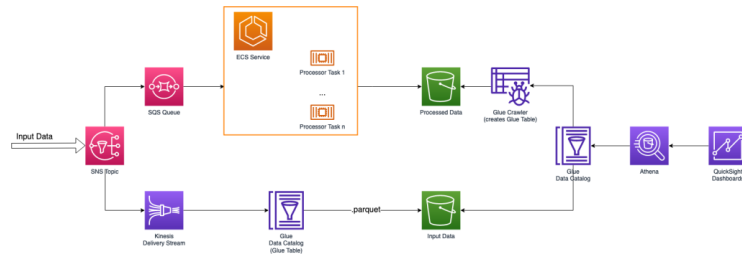 ECS Service
Processor Task 1
...
Processor Task n
SQS Queue
Processed Data
Glue Crawler
(creates Glue Table)
Input Data
SNS Topic
Glue
Data Catalog
Athena
QuickSight
Dashboards
.parquet
Kinesis
Delivery Stream
Glue
Data Catalog
(Glue Table)
Input Data